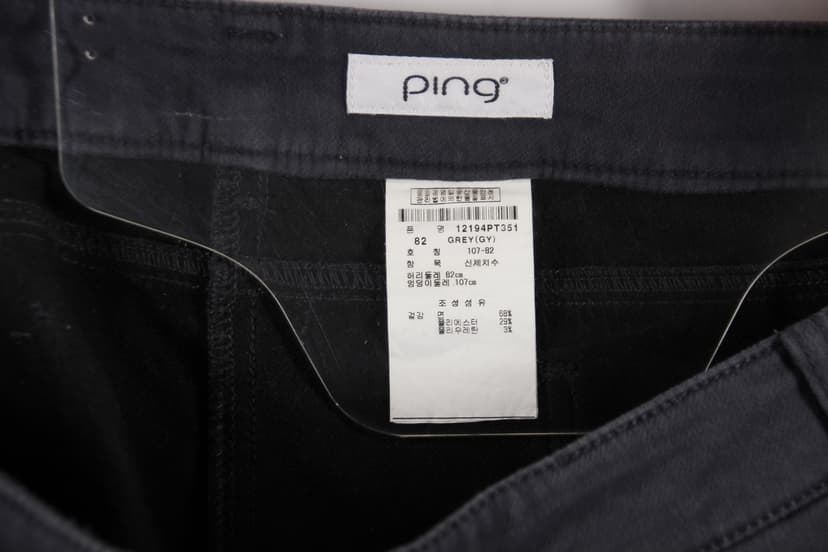 ping
품 명 12194PT351
82 GREY(GY)
호 칭 107-82
항 목 신체치수
허리둘레 82cm
엉덩이둘레 107cm
조성섬유
겉감 면 68%
폴리에스터 29%
폴리우레탄 3%